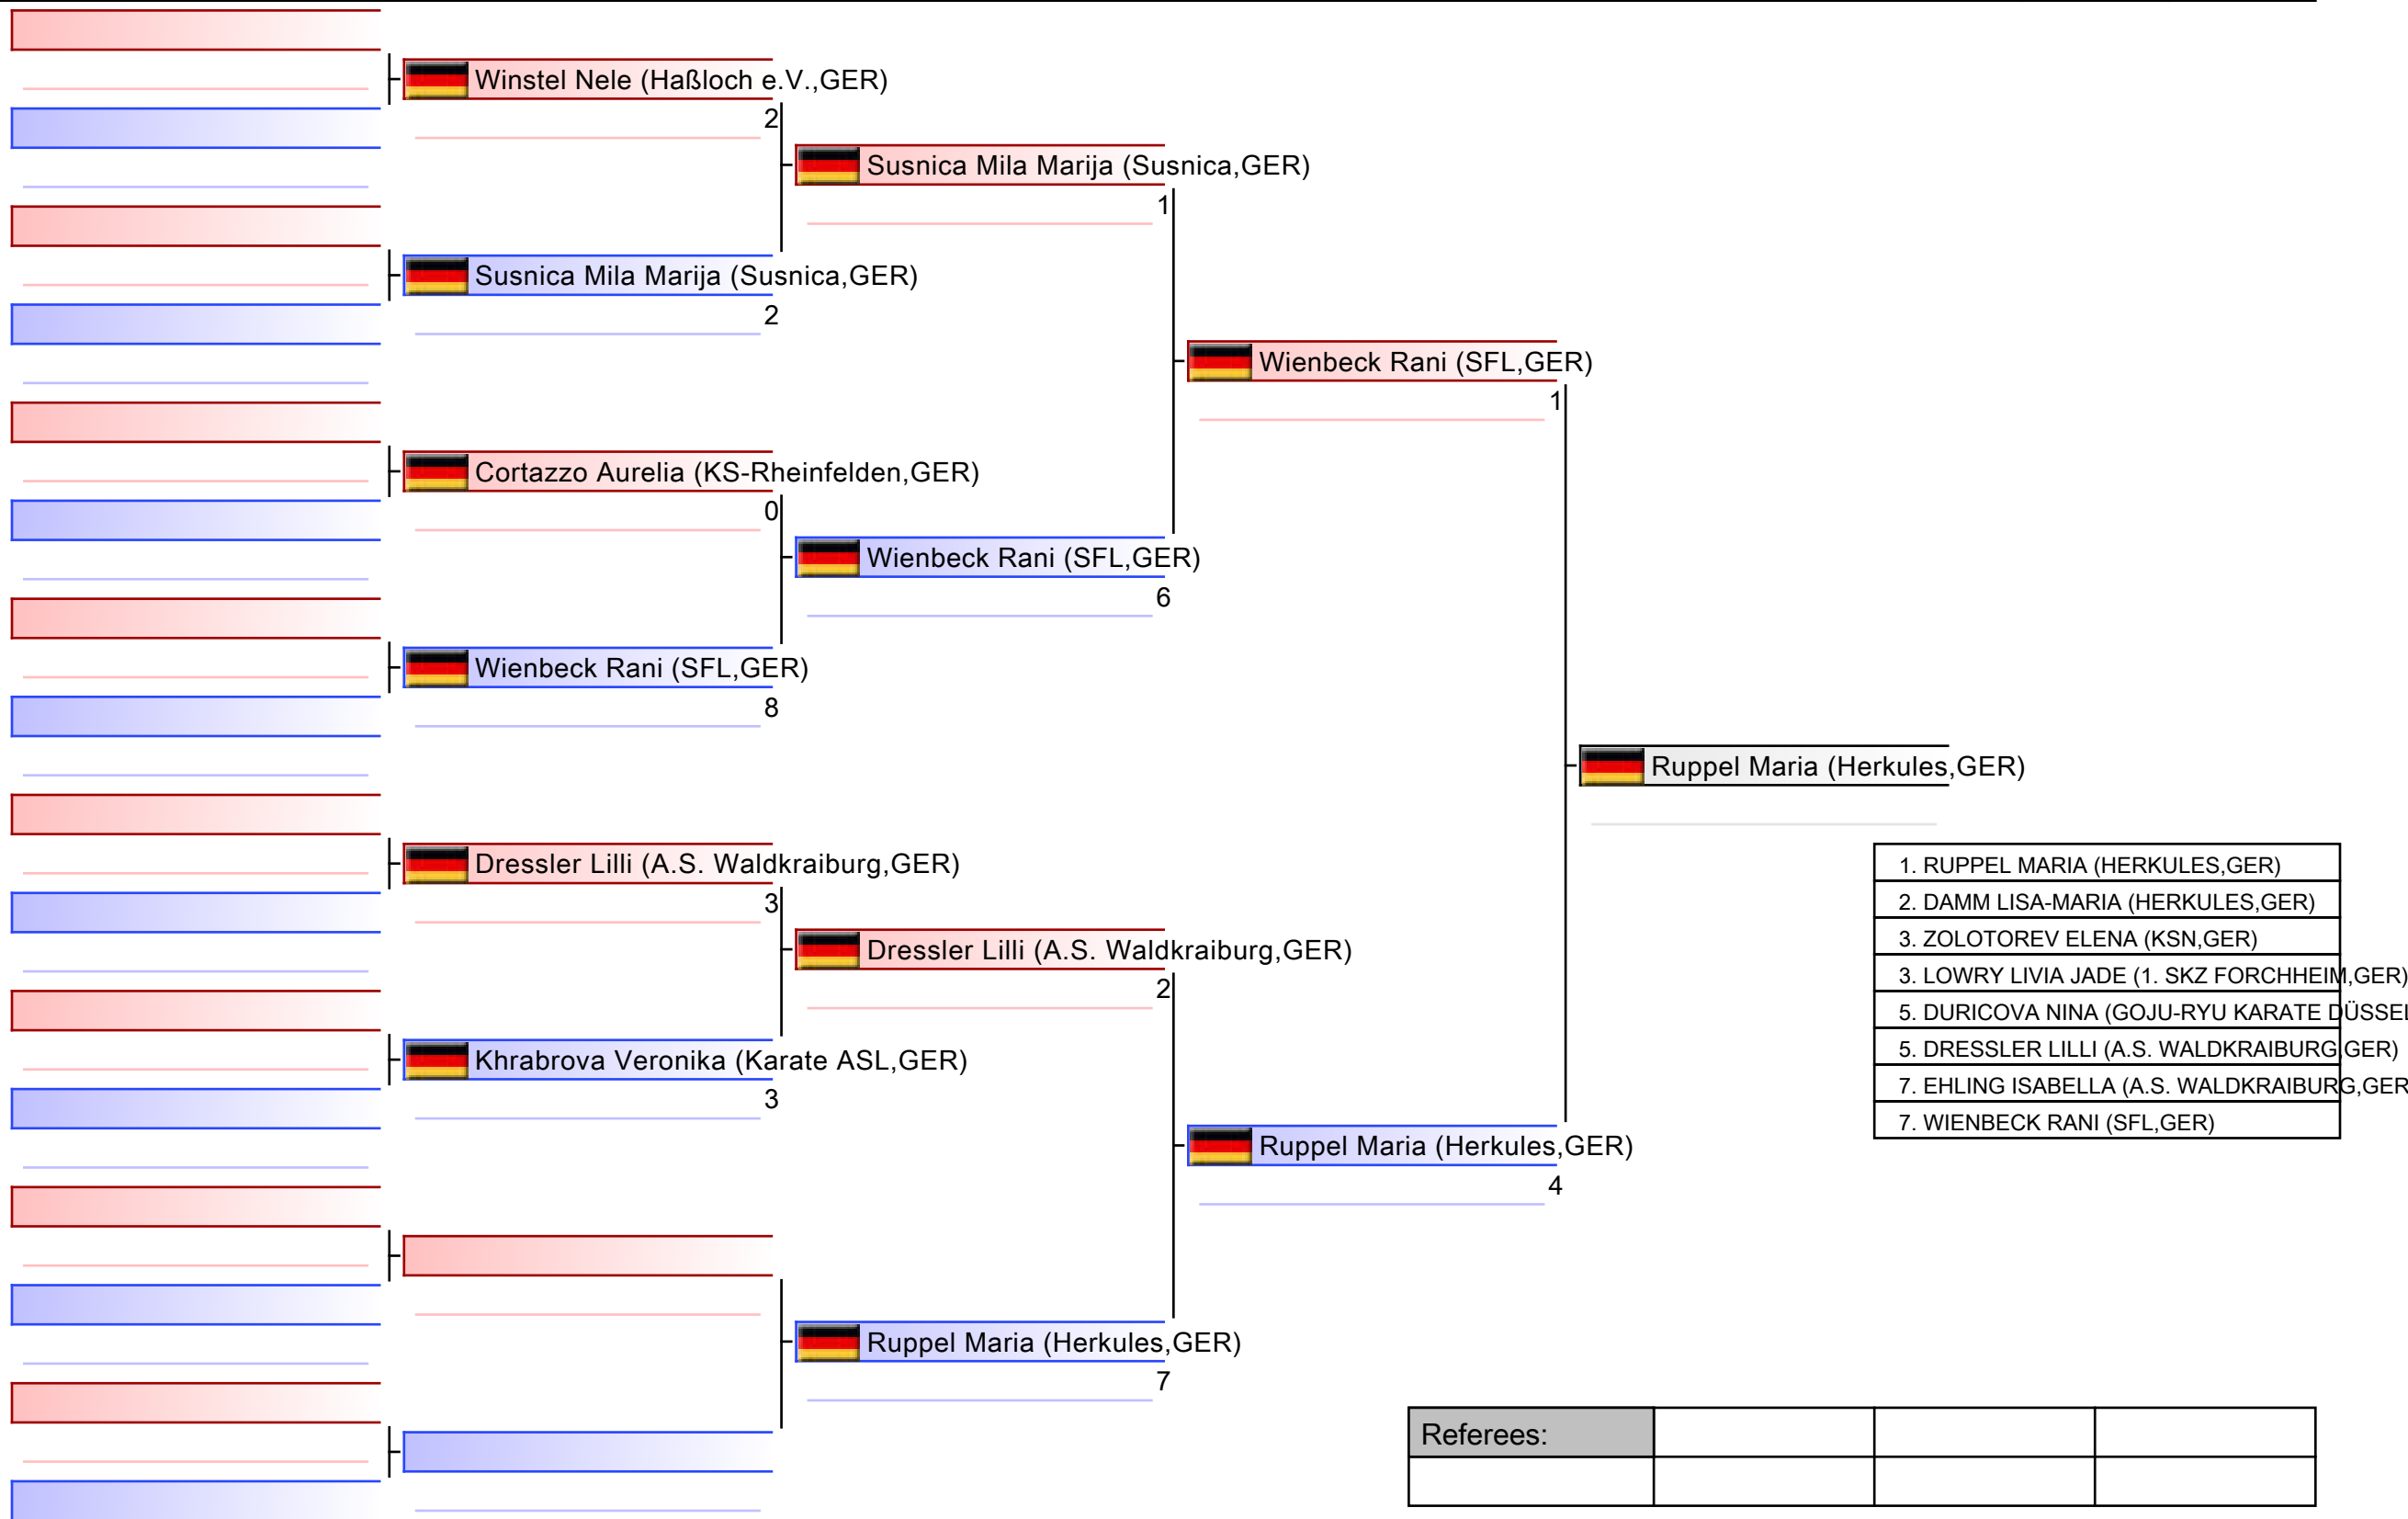 Winstel Nele (Haßloch e.V.,GER)
2
Susnica Mila Marija (Susnica,GER)
1
Susnica Mila Marija (Susnica,GER)
2
Wienbeck Rani (SFL,GER)
1
Cortazzo Aurelia (KS-Rheinfelden,GER)
0
Wienbeck Rani (SFL,GER)
6
Wienbeck Rani (SFL,GER)
8
Ruppel Maria (Herkules,GER)
Dressler Lilli (A.S. Waldkraiburg,GER)
3
Dressler Lilli (A.S. Waldkraiburg,GER)
2
Khrabrova Veronika (Karate ASL,GER)
3
Ruppel Maria (Herkules,GER)
4
Ruppel Maria (Herkules,GER)
7
1. RUPPEL MARIA (HERKULES,GER)
2. DAMM LISA-MARIA (HERKULES,GER)
3. ZOLOTOREV ELENA (KSN,GER)
3. LOWRY LIVIA JADE (1. SKZ FORCHHEIM,GER)
5. DURICOVA NINA (GOJU-RYU KARATE DÜSSEL
5. DRESSLER LILLI (A.S. WALDKRAIBURG,GER)
7. EHLING ISABELLA (A.S. WALDKRAIBURG,GER
7. WIENBECK RANI (SFL,GER)
Referees: